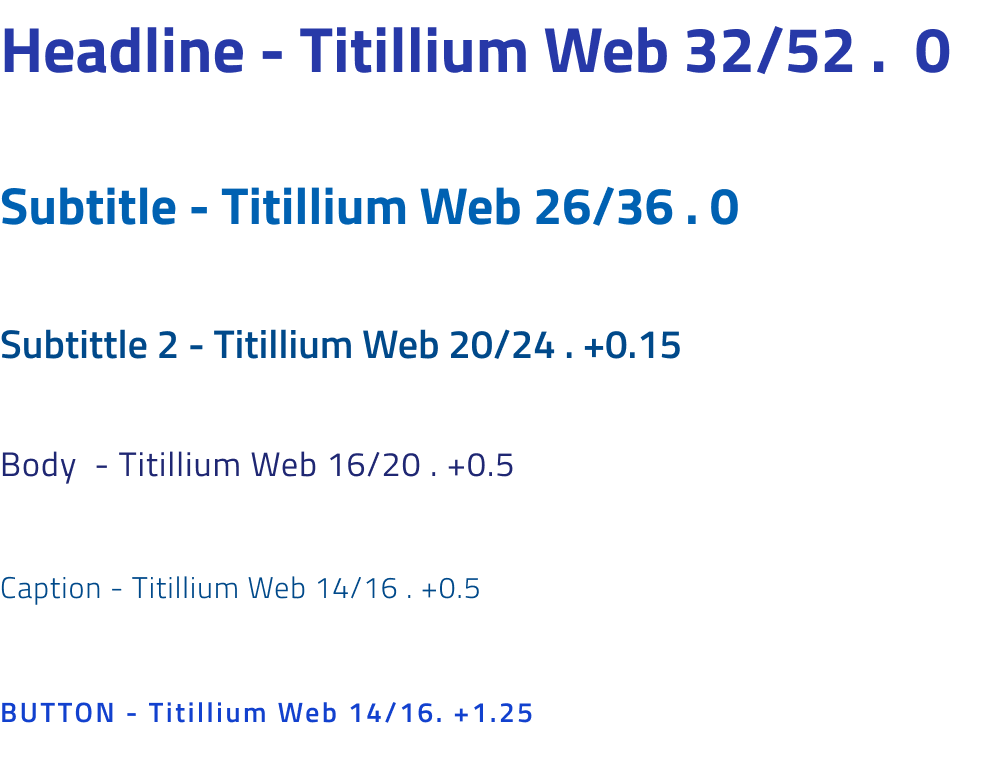 Headline - Titillium Web 32/52 .  0
Subtitle - Titillium Web 26/36 . 0
Subtittle 2 - Titillium Web 20/24 . +0.15
Body  - Titillium Web 16/20 . +0.5
Caption - Titillium Web 14/16 . +0.5
BUTTON - Titillium Web 14/16. +1.25